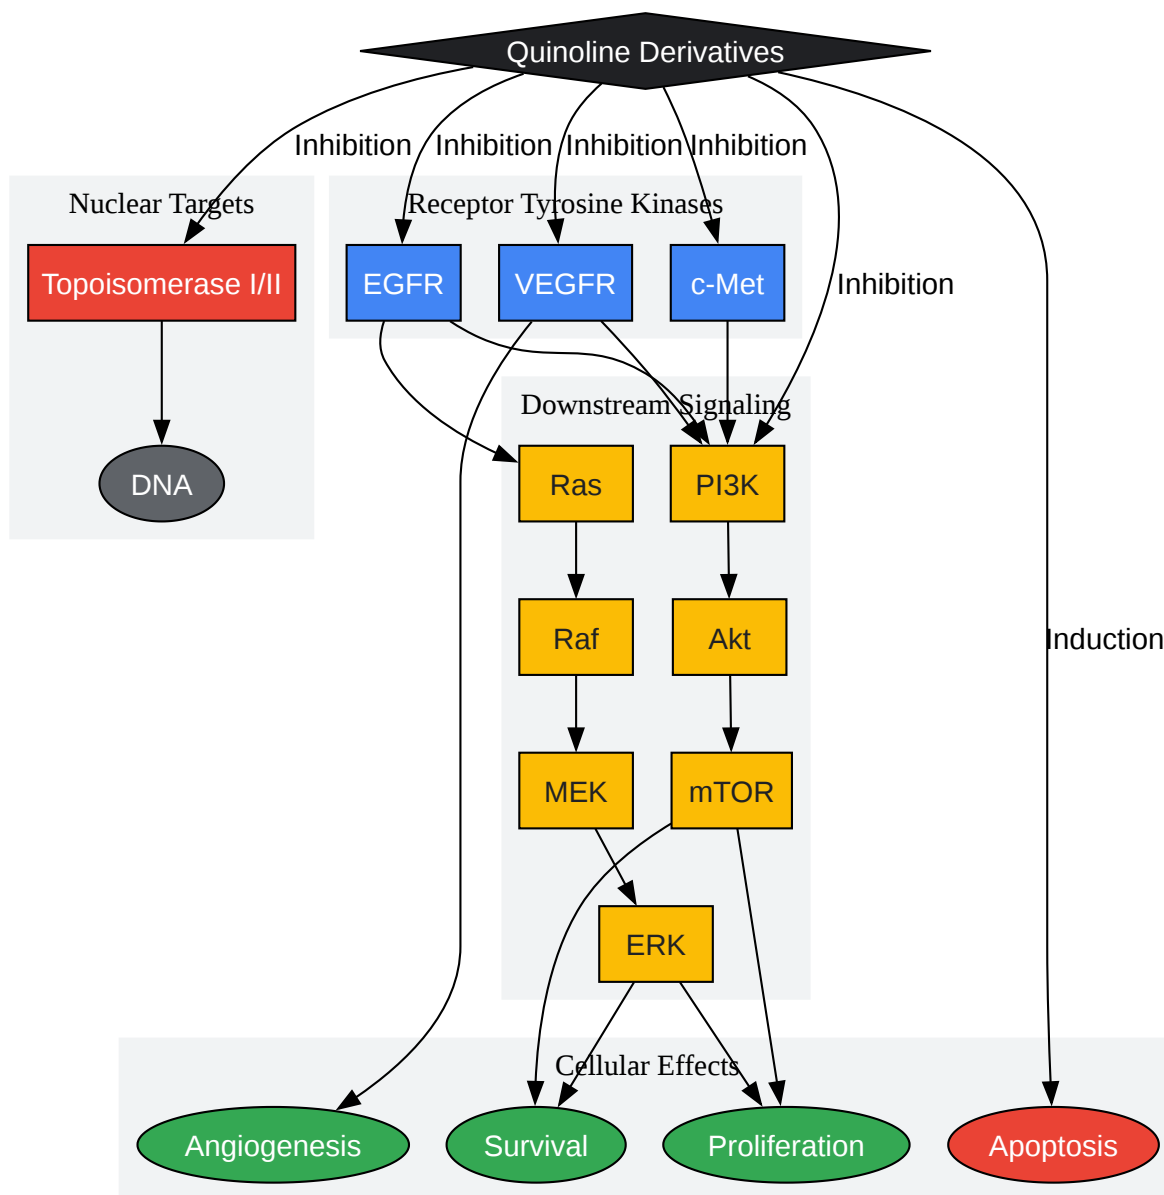 Quinoline Derivatives
Inhibition
Inhibition
Inhibition
Inhibition
Nuclear Targets
Receptor Tyrosine Kinases
Topoisomerase I/II
EGFR
VEGFR
c-Met
Inhibition
Downstream Signaling
DNA
Ras
PI3K
Raf
Akt
Induction
MEK
mTOR
ERK
Cellular Effects
Angiogenesis
Survival
Proliferation
Apoptosis